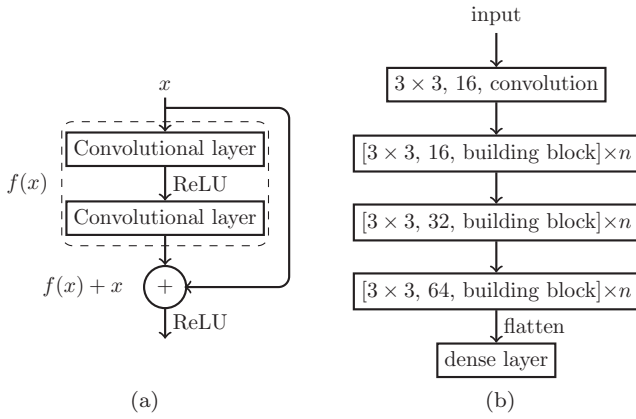 x
Convolutional layer
ReLU
f(x)
Convolutional layer
f(x) + x
+
ReLU
(a)
input
3 × 3, 16, convolution
[3 × 3, 16, building block]×n
[3 × 3, 32, building block]×n
[3 × 3, 64, building block]×n
flatten
dense layer
(b)